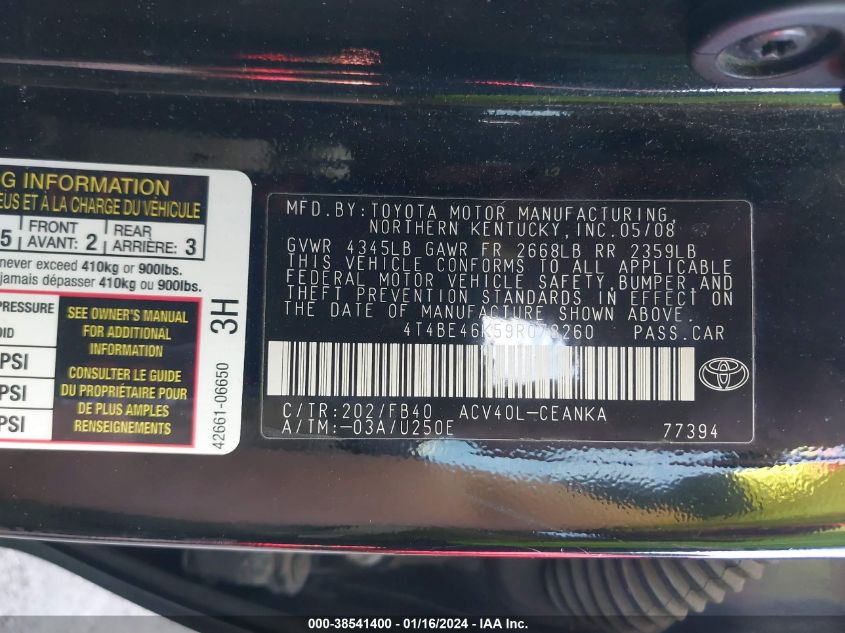 G INFORMATION
EUS ET À LA CHARGE DU VÉHICULE
5 FRONT AVANT: 2 REAR ARRIÈRE: 3
never exceed 410kg or 900lbs.
jamais dépasser 410 kg ou 900lbs.
PRESSURE
OID
PSI
PSI
PSI
SEE OWNER'S MANUAL
FOR ADDITIONAL
INFORMATION
CONSULTER LE GUIDE
DU PROPRIÉTAIRE POUR
DE PLUS AMPLES
RENSEIGNEMENTS
3H
42661-06650
MFD.BY:TOYOTA MOTOR MANUFACTURING,
NORTHERN KENTUCKY,INC.05/08
GVWR 4345LB GAWR FR 2668LB RR 2359LB
THIS VEHICLE CONFORMS TO ALL APPLICABLE
FEDERAL MOTOR VEHICLE SAFETY,BUMPER,AND
THEFT PREVENTION STANDARDS IN EFFECT ON
THE DATE OF MANUFACTURE SHOWN ABOVE.
4T4BE46K59R078260 PASS.CAR
C/TR:202/FB40 ACV40L-CEANKA
A/TM:-03A/U250E 77394
000-38541400 - 01/16/2024 - IAA Inc.